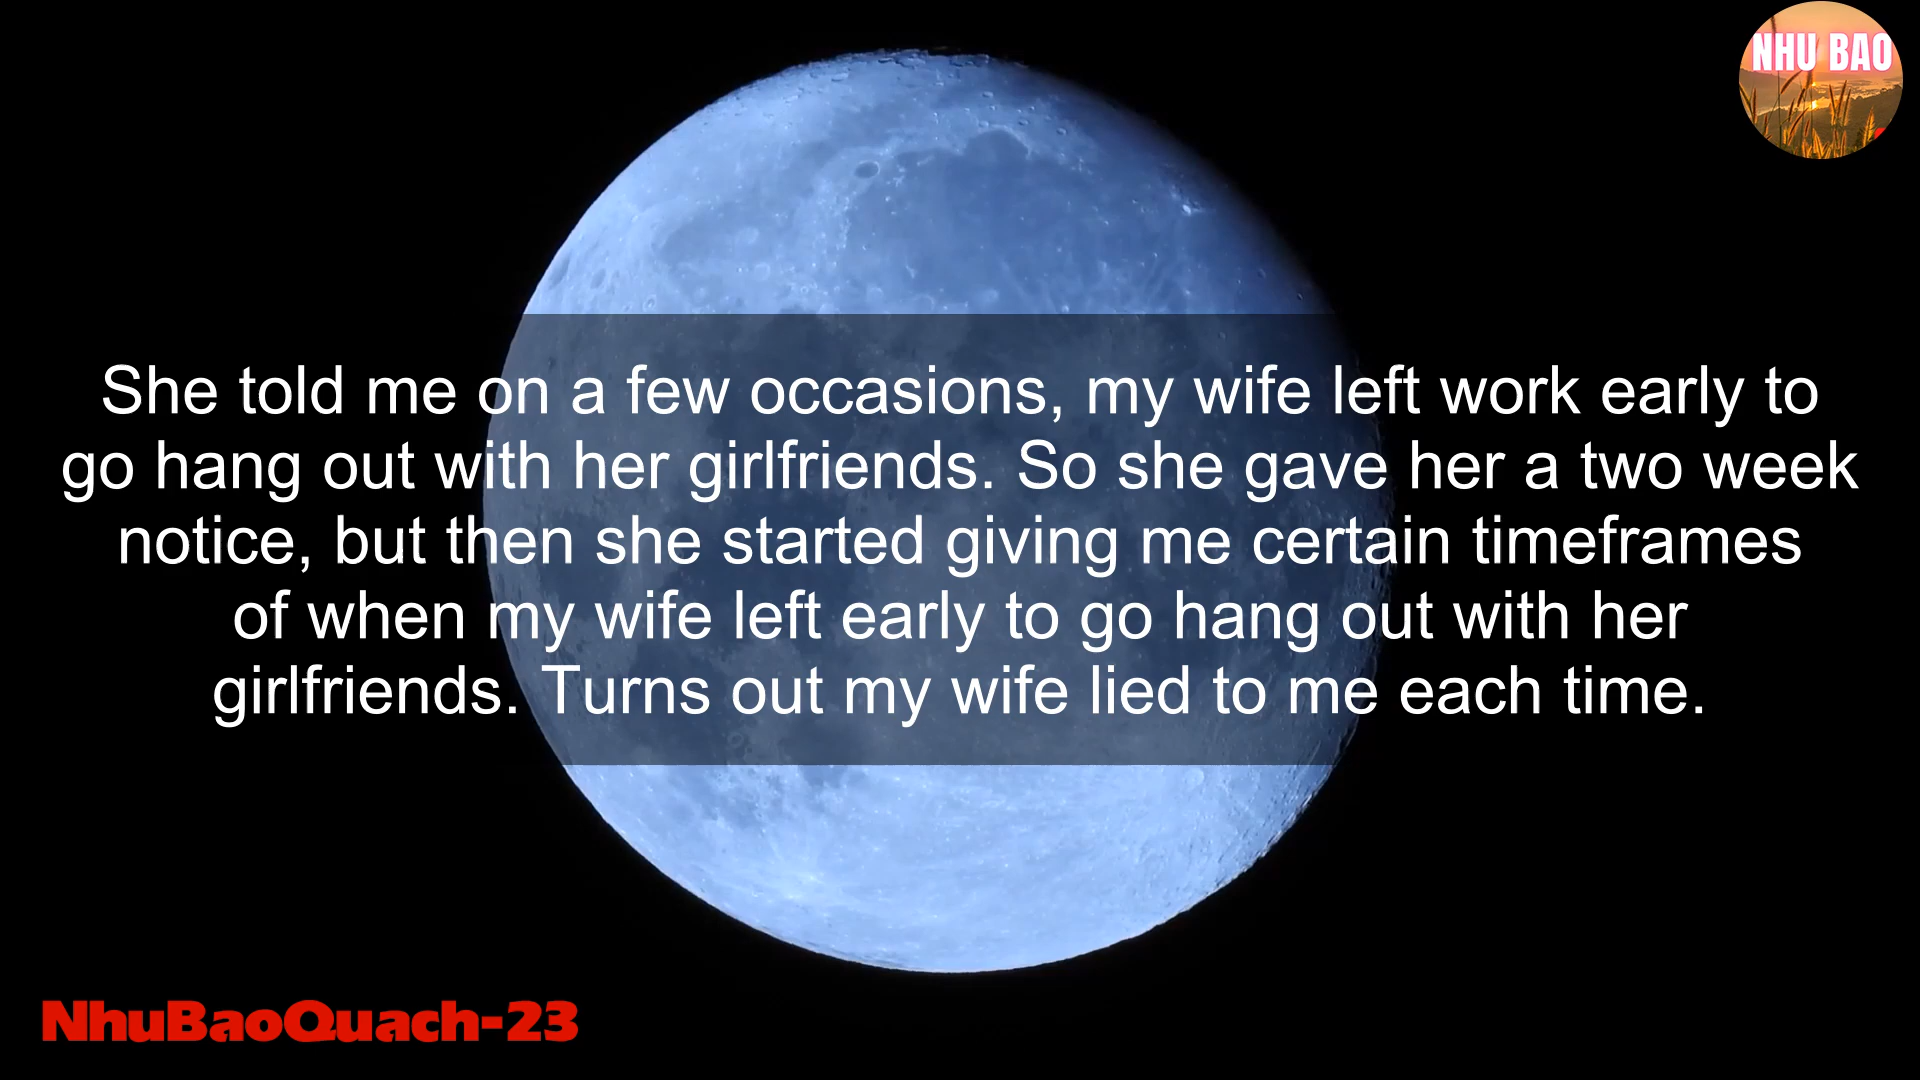 NHU BAO
She told me on a few occasions, my wife left work early to
go hang out with her girlfriends. So she gave her a two week
notice, but then she started giving me certain timeframes
of when my wife left early to go hang out with her
girlfriends. Turns out my wife lied to me each time.
NhuBaoQuach-23